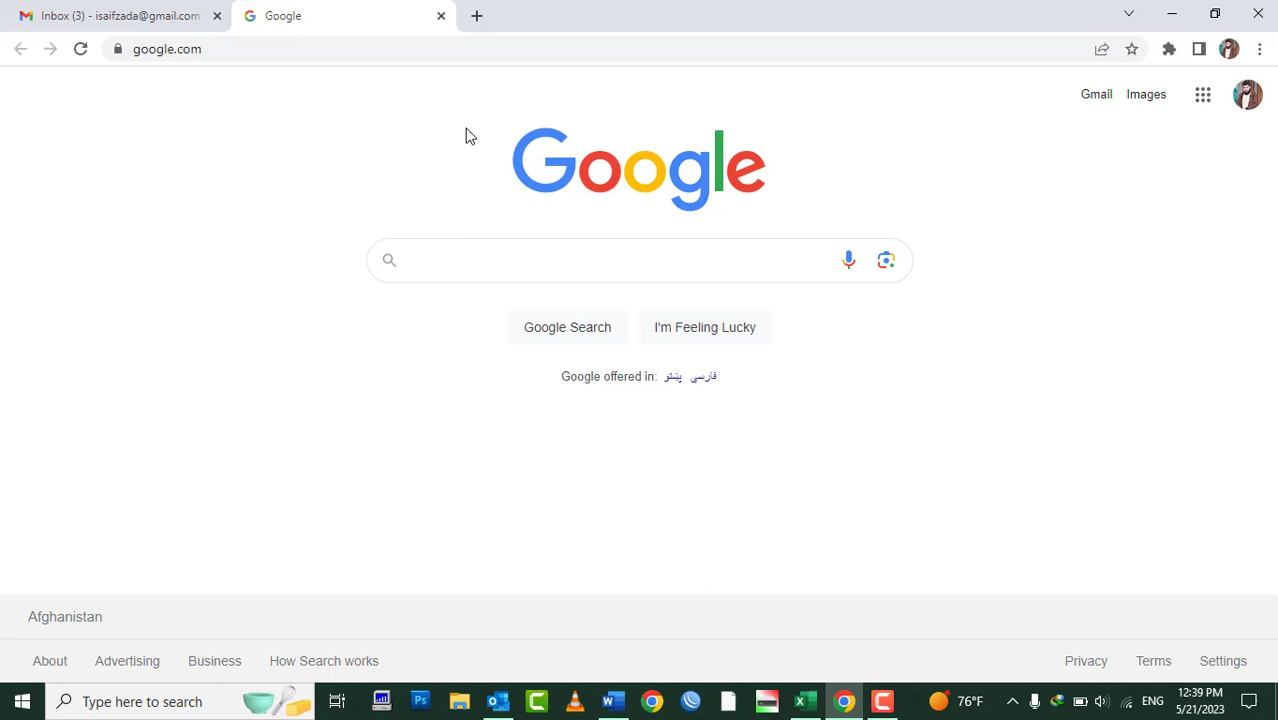 Inbox (3) - isaifzada@gmail.com
Google
google.com
Gmail Images
Google
Google Search I'm Feeling Lucky
Google offered in: پښتو فارسی
Afghanistan
About Advertising Business How Search works Privacy Terms Settings
Type here to search Ps 76°F ENG 12:39 PM
5/21/2023